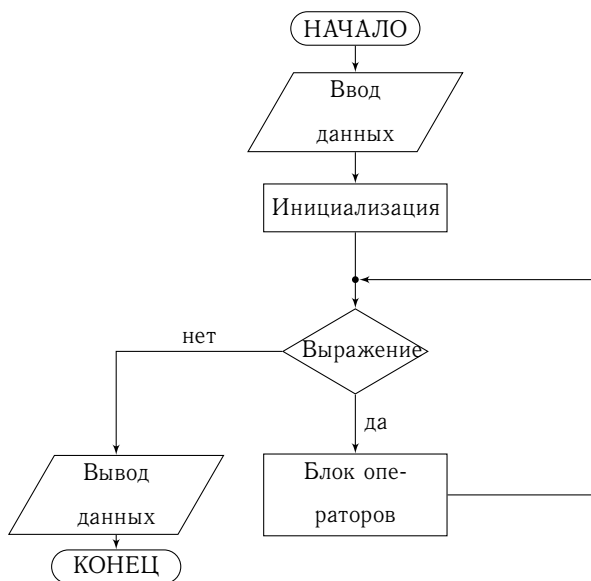 НАЧАЛО
Ввод
данных
Инициализация
нет
Выражение
да
Вывод
данных
Блок опе-
раторов
КОНЕЦ